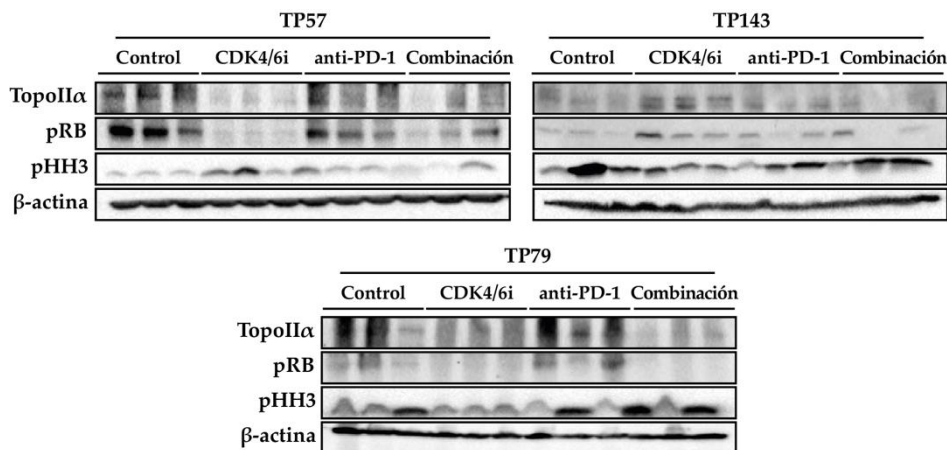 TP57
TP143
Control CDK4/6i anti-PD-1 Combinación
Control CDK4/6i anti-PD-1 Combinación
TopoIIα
pRB
pHH3
β-actina
TP79
Control CDK4/6i anti-PD-1 Combinación
TopoIIα
pRB
pHH3
β-actina